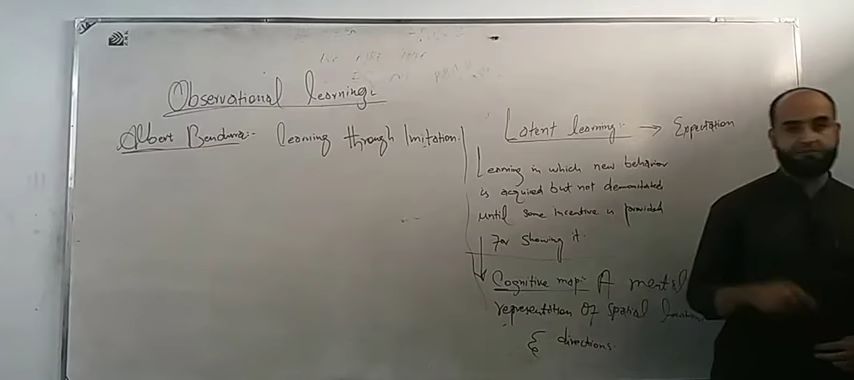 Observational learning:
Albert Bendura:- learning through Imitation.
Latent learning:- → Expectation
Learning in which new behavior
is acquired but not demonstrated
until some incentive is provided
For showing it.
Cognitive map:- A mental
representation of spatial
& directions.